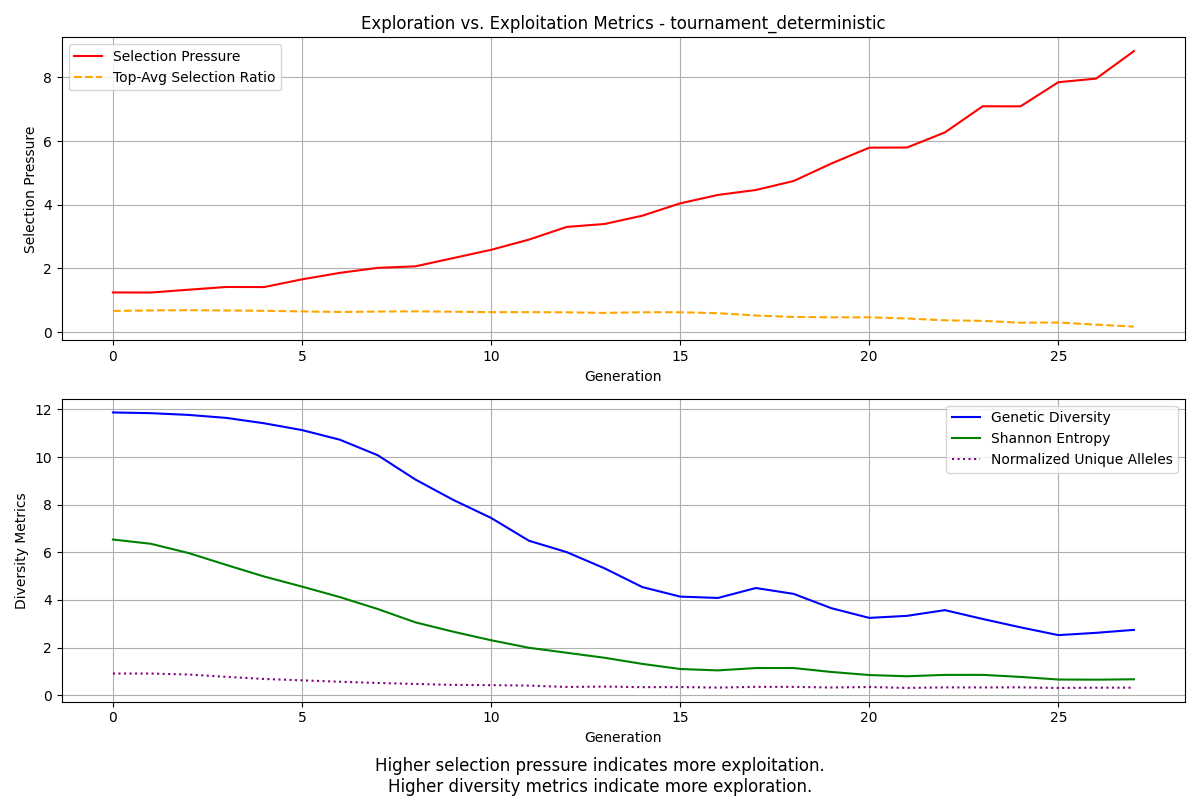 Exploration vs. Exploitation Metrics - tournament_deterministic
Selection Pressure
Top-Avg Selection Ratio
Selection Pressure
8
6
4
2
0
0 5 10 15 20 25
Generation
Genetic Diversity
Shannon Entropy
Normalized Unique Alleles
Diversity Metrics
12
10
8
6
4
2
0
0 5 10 15 20 25
Generation
Higher selection pressure indicates more exploitation.
Higher diversity metrics indicate more exploration.